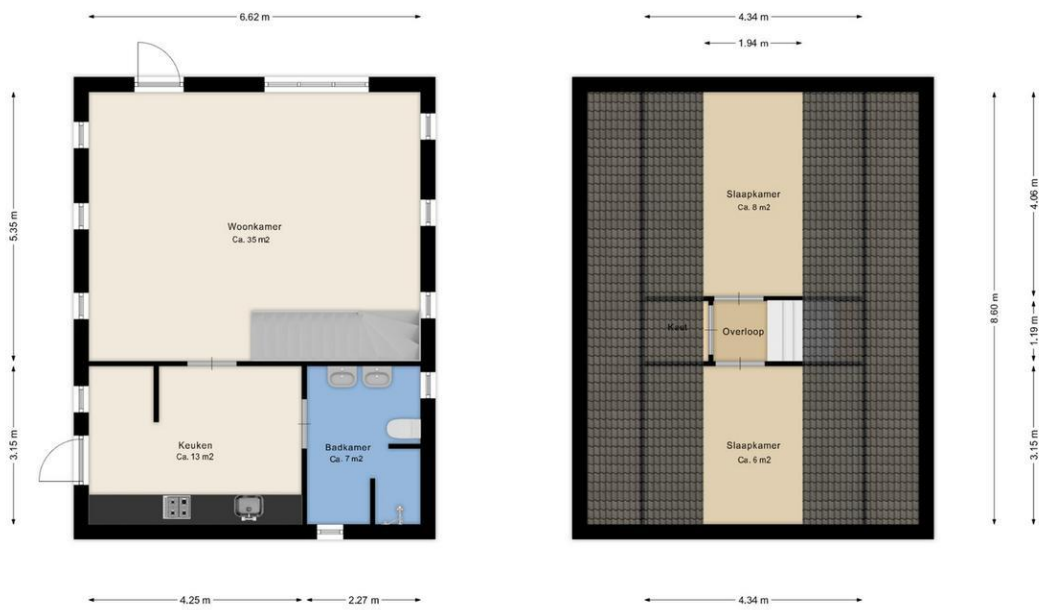 6.62 m
4.34 m
1.94 m
5.35 m
3.15 m
Woonkamer
Ca. 35 m2
Keuken
Ca. 13 m2
Badkamer
Ca. 7 m2
4.25 m
2.27 m
Slaapkamer
Ca. 8 m2
Kast
Overloop
Slaapkamer
Ca. 6 m2
8.60 m
4.06 m
1.19 m
3.15 m
4.34 m